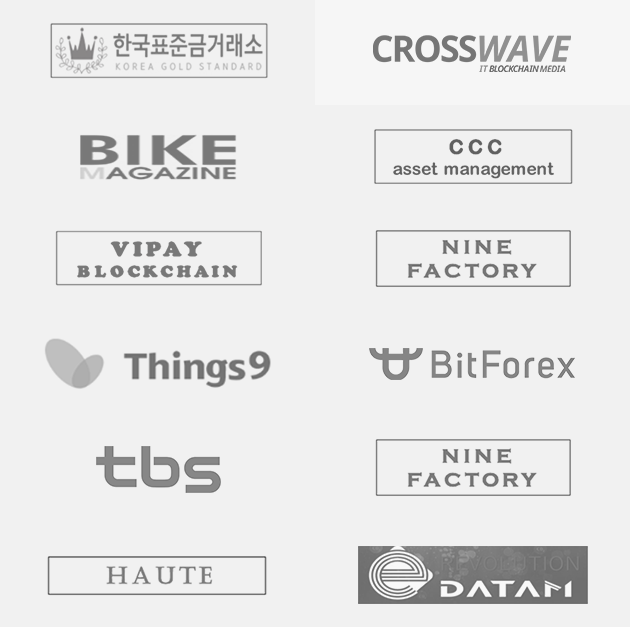 한국표준금거래소
KOREA GOLD STANDARD
CROSSWAVE
IT BLOCKCHAIN MEDIA
BIKE
MAGAZINE
CCC
asset management
VIPAY
BLOCKCHAIN
NINE
FACTORY
Things9
BitForex
tbs
NINE
FACTORY
HAUTE
REVOLUTION
DATAM